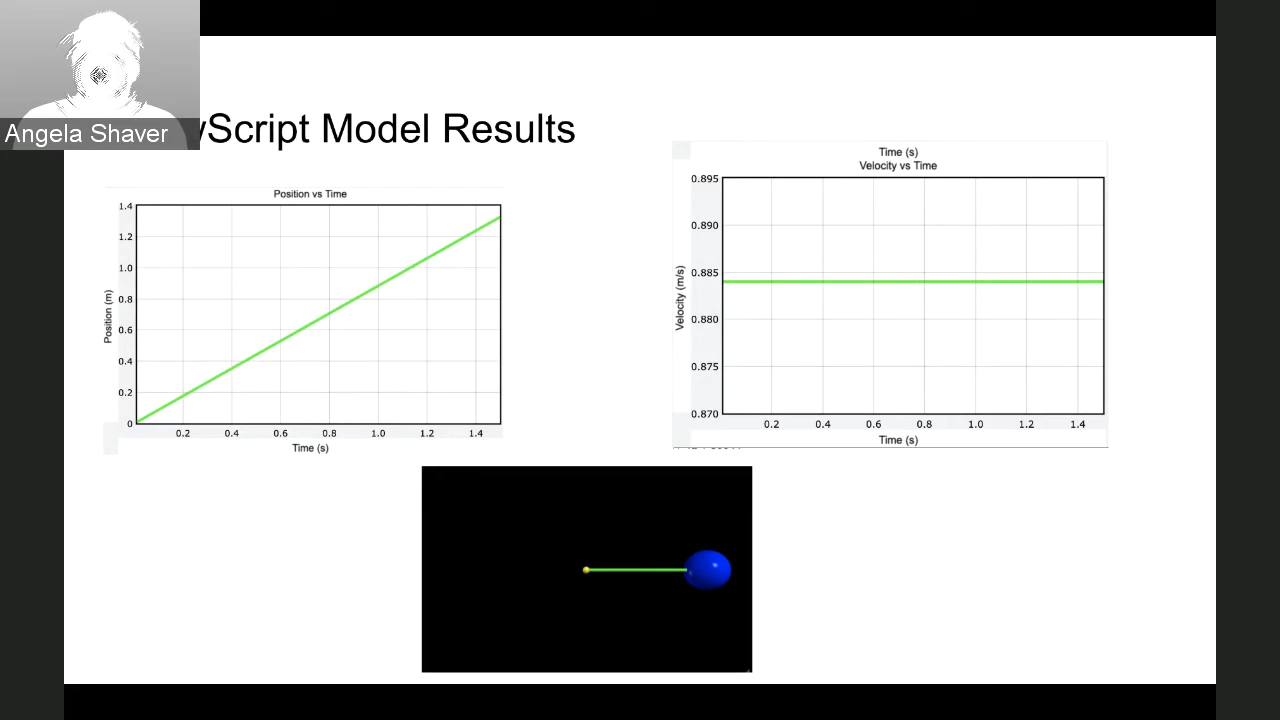 Angela Shaver
Script Model Results
Position vs Time
1.4
1.2
1.0
0.8
0.6
0.4
0.2
0
Position (m)
0.2 0.4 0.6 0.8 1.0 1.2 1.4
Time (s)
Time (s)
Velocity vs Time
0.895
0.890
0.885
0.880
0.875
0.870
Velocity (m/s)
0.2 0.4 0.6 0.8 1.0 1.2 1.4
Time (s)